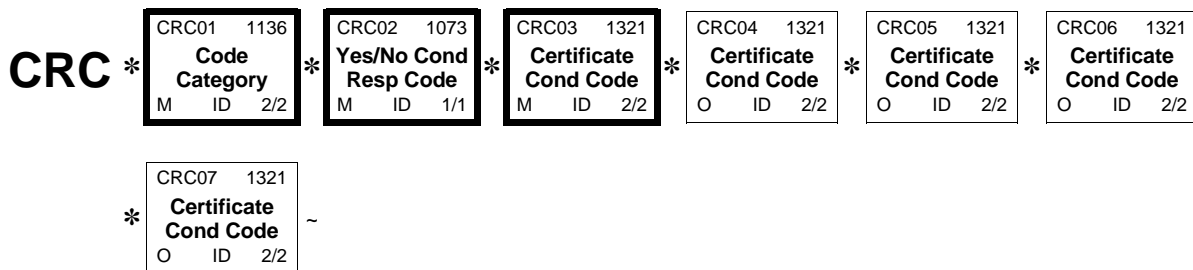 CRC01 1136 CRC02 1073 CRC03 1321 CRC04 1321 CRC05 1321 CRC06 1321
Code Yes/No Cond Certificate Certificate Certificate Certificate
CRC * Category * Resp Code * Cond Code * Cond Code * Cond Code * Cond Code
M ID 2/2 M ID 1/1 M ID 2/2 O ID 2/2 O ID 2/2 O ID 2/2
CRC07 1321
Certificate
* Cond Code ~
O ID 2/2